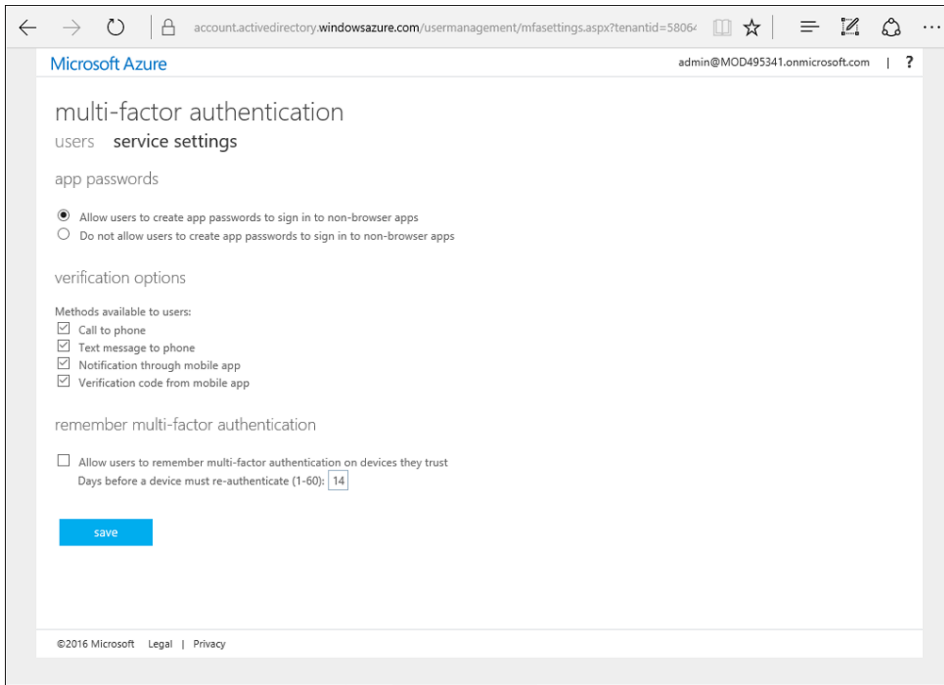 account.activedirectory.windowsazure.com/usermanagement/mfasettings.aspx?tenantid=5806
Microsoft Azure admin@MOD495341.onmicrosoft.com | ?
multi-factor authentication
users service settings
app passwords
Allow users to create app passwords to sign in to non-browser apps
Do not allow users to create app passwords to sign in to non-browser apps
verification options
Methods available to users:
Call to phone
Text message to phone
Notification through mobile app
Verification code from mobile app
remember multi-factor authentication
Allow users to remember multi-factor authentication on devices they trust
Days before a device must re-authenticate (1-60): 14
save
©2016 Microsoft Legal | Privacy